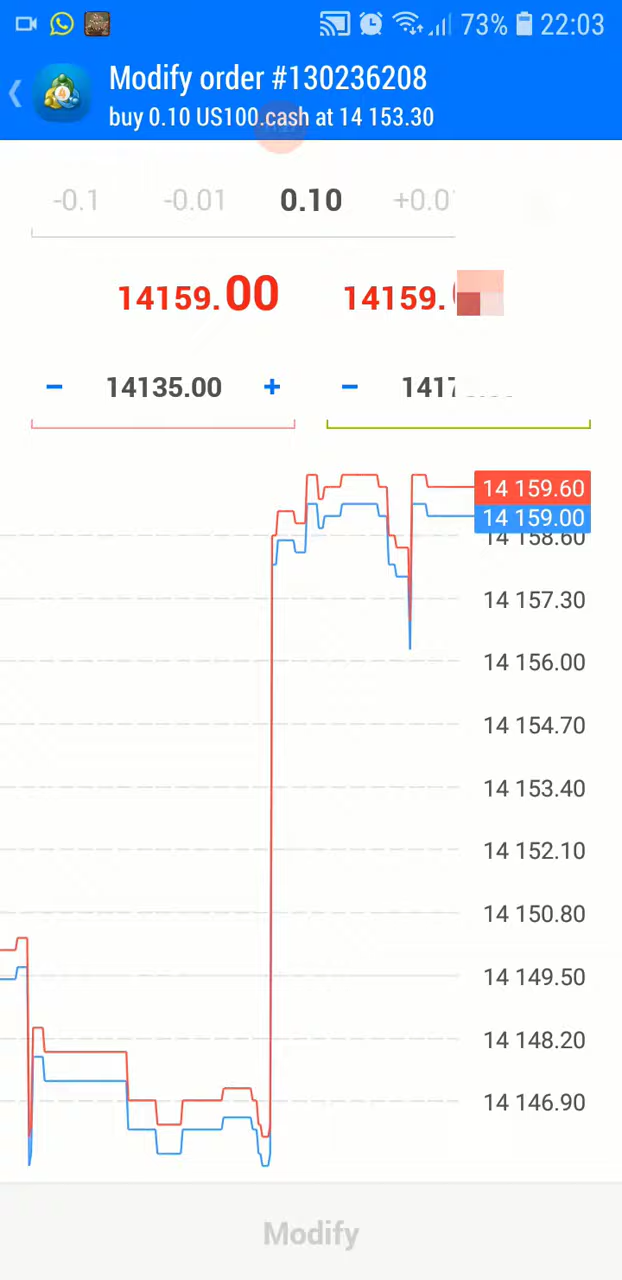 73% 22:03
Modify order #130236208
buy 0.10 US100.cash at 14 153.30
-0.1 -0.01 0.10
14159.00 14159.
- 14135.00 + -
14 159.60
14 159.00
14 158.60
14 157.30
14 156.00
14 154.70
14 153.40
14 152.10
14 150.80
14 149.50
14 148.20
14 146.90
Modify